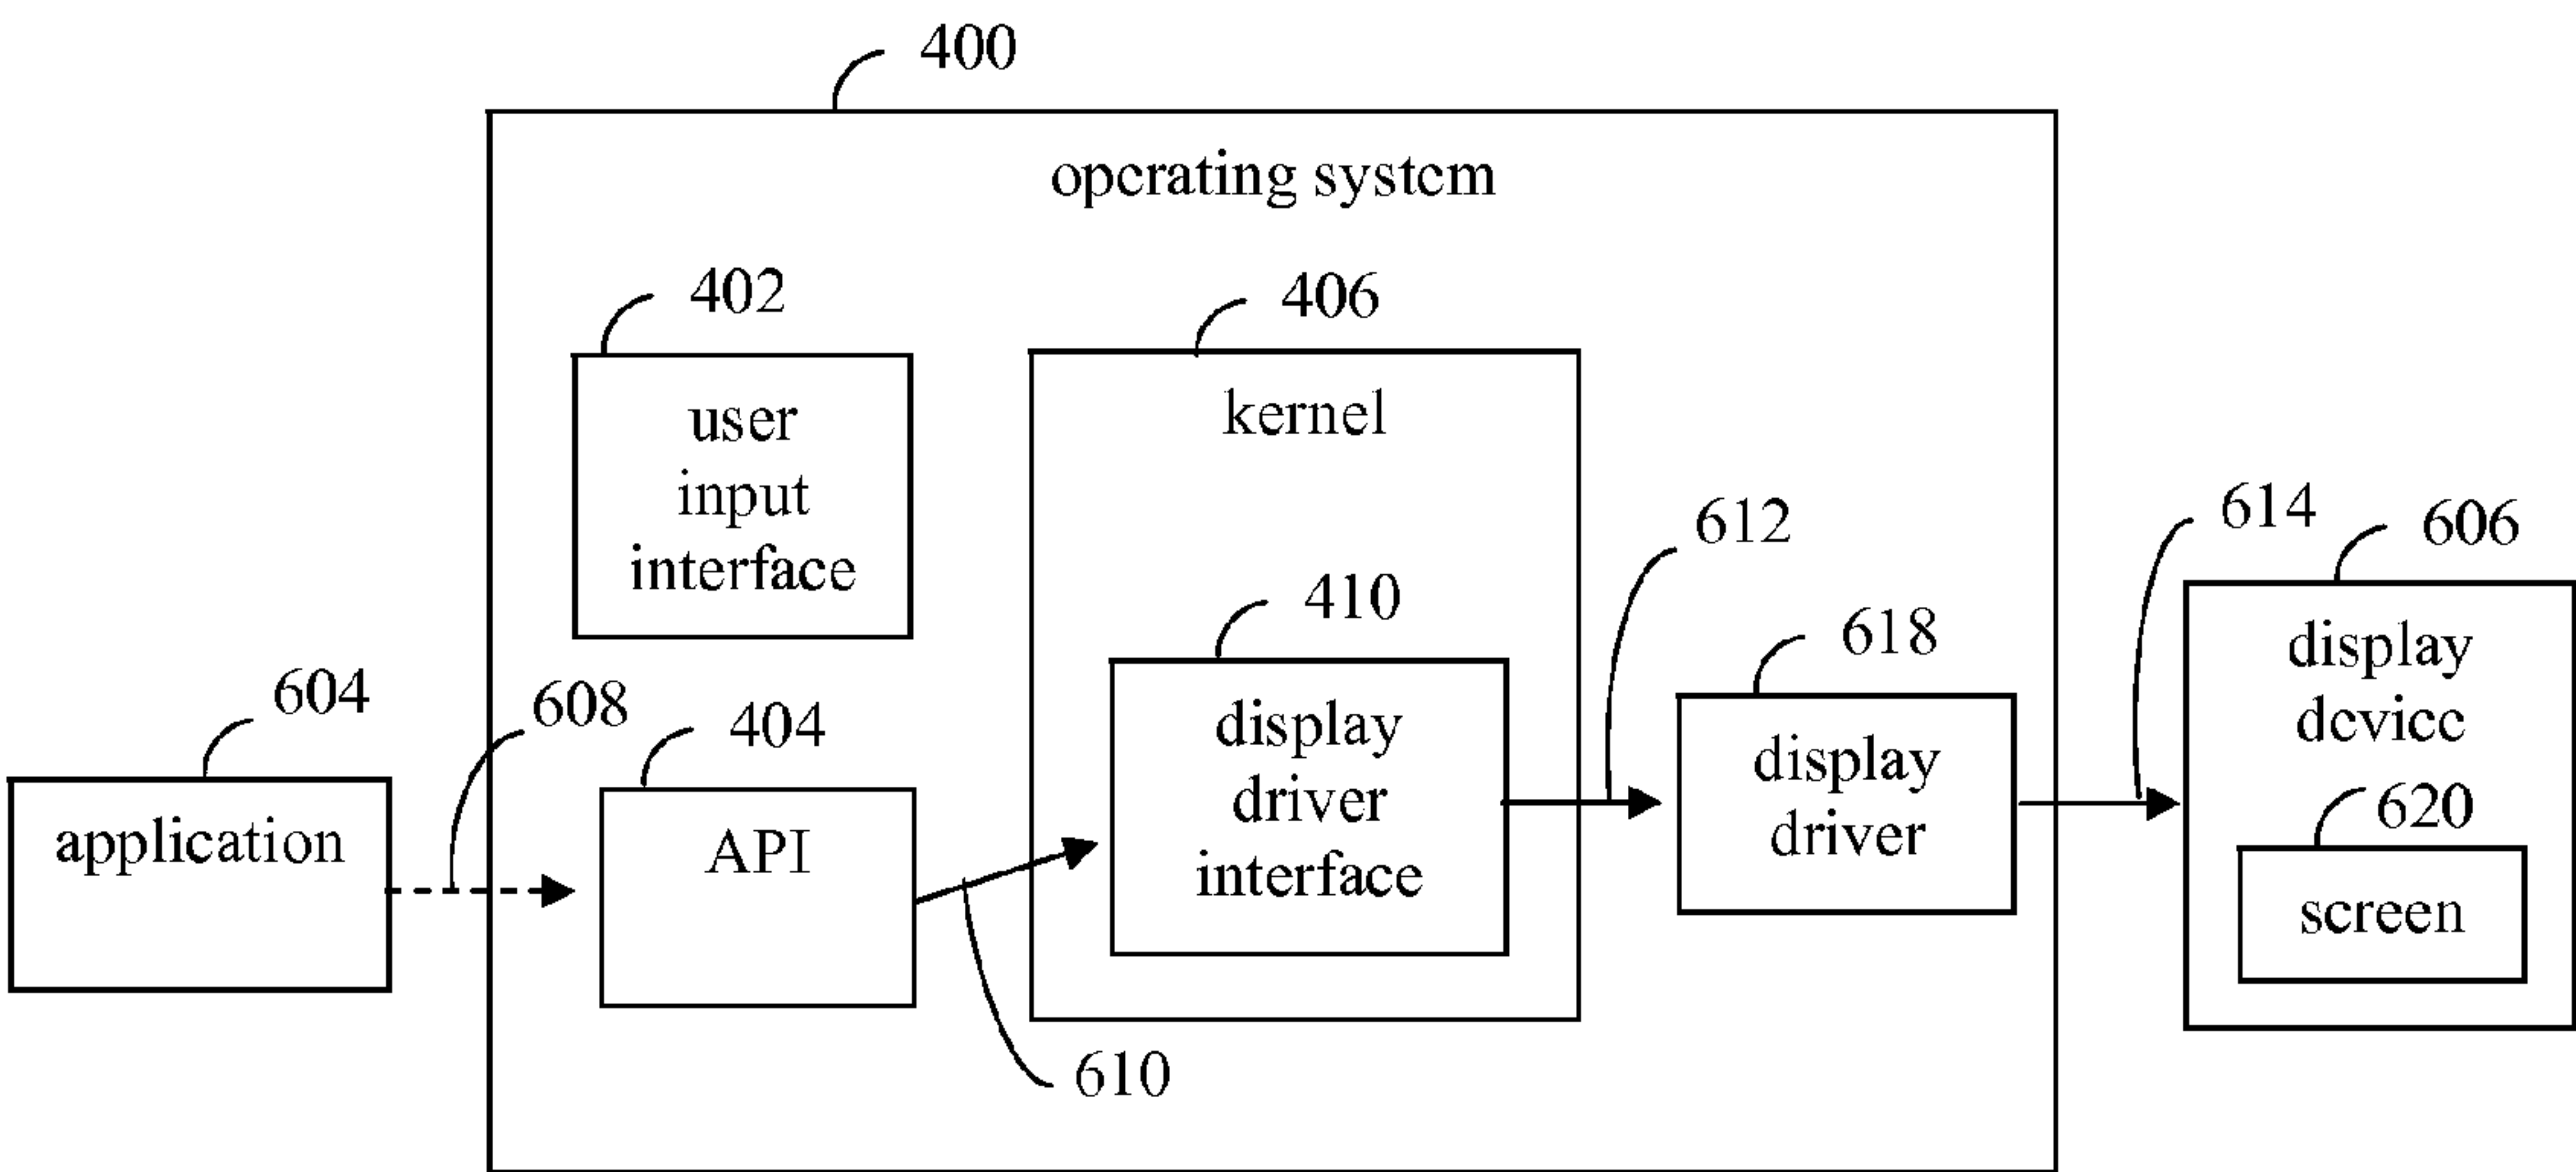 400
operating system
402
user
input
interface
406
kernel
410
display
driver
interface
612
618
display
driver
614
606
display
device
620
screen
604
application
608
404
API
610